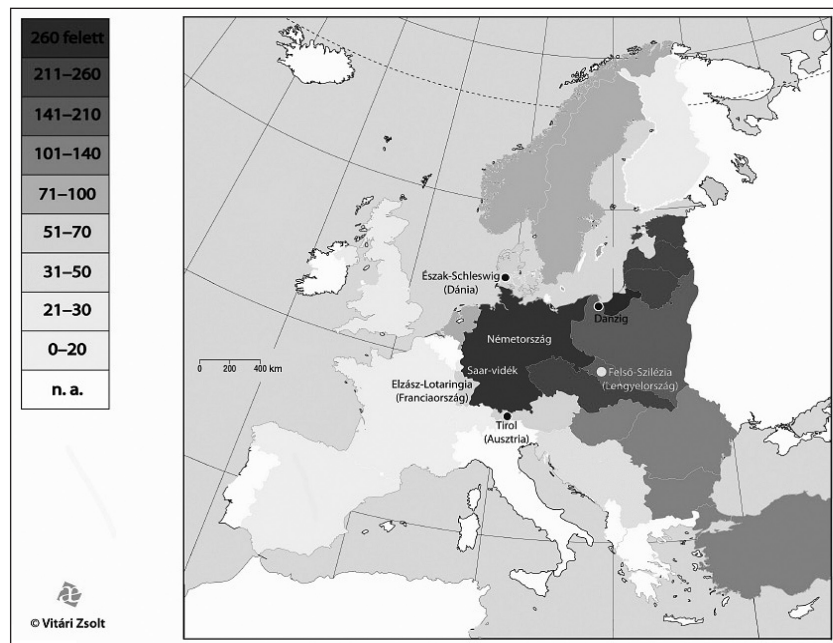 260 felett
211–260
141–210
101–140
71–100
51–70
31–50
21–30
0–20
n. a.
Észak-Schleswig
(Dánia)
Danzig
Németország
Saar-vidék
Felső-Szilézia
(Lengyelország)
Elzász-Lotaringia
(Franciaország)
Tirol
(Ausztria)
0 200 400 km
© Vitári Zsolt